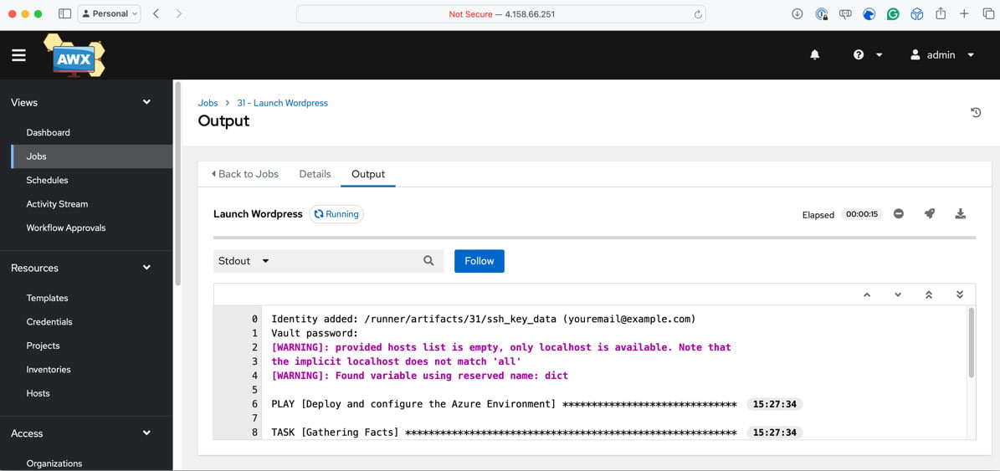 Personal
Not Secure — 4.158.66.251
AWX
admin
Views
Dashboard
Jobs
Schedules
Activity Stream
Workflow Approvals
Resources
Templates
Credentials
Projects
Inventories
Hosts
Access
Organizations
Jobs > 31 - Launch Wordpress
Output
Back to Jobs Details Output
Launch Wordpress Running Elapsed 00:00:15
Stdout Follow
0 Identity added: /runner/artifacts/31/ssh_key_data (youremail@example.com)
1 Vault password:
2 [WARNING]: provided hosts list is empty, only localhost is available. Note that
3 the implicit localhost does not match 'all'
4 [WARNING]: Found variable using reserved name: dict
5
6 PLAY [Deploy and configure the Azure Environment] ****************************** 15:27:34
7
8 TASK [Gathering Facts] ********************************************************* 15:27:34